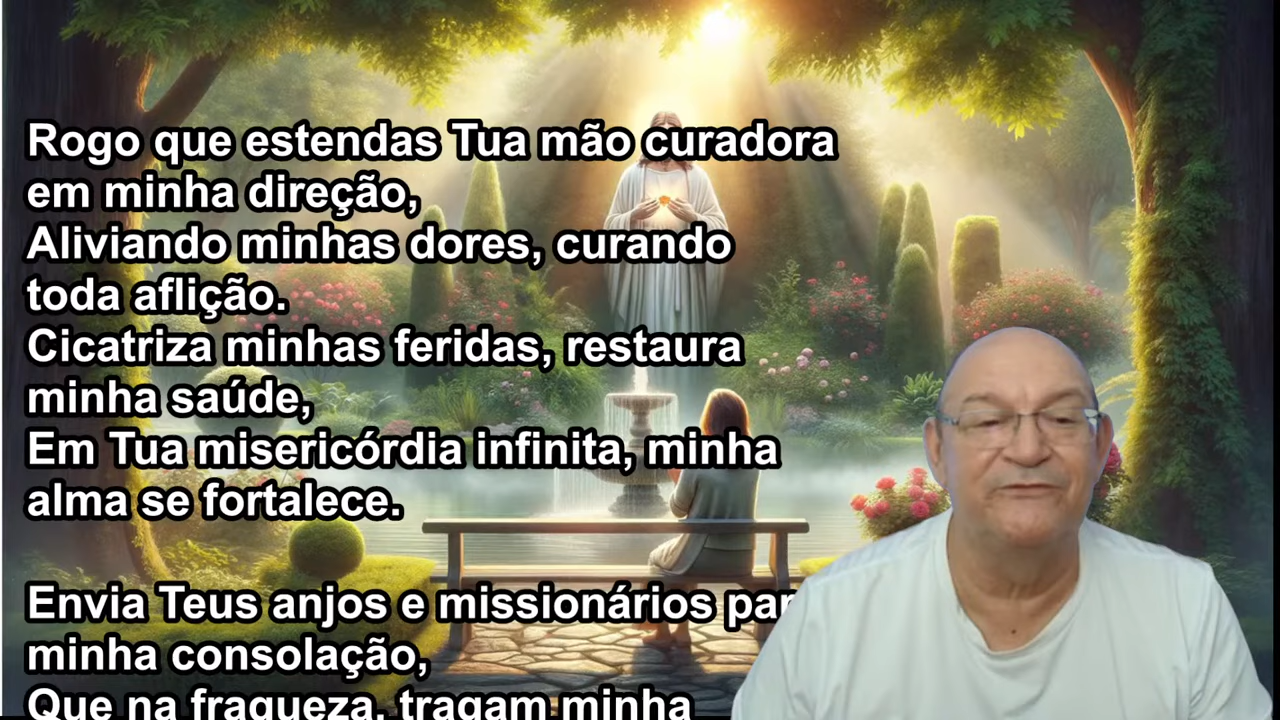 Rogo que estendas Tua mão curadora
em minha direção,
Aliviando minhas dores, curando
toda aflição.
Cicatriza minhas feridas, restaura
minha saúde,
Em Tua misericórdia infinita, minha
alma se fortalece.
Envia Teus anjos e missionários
minha consolação,
Que na fraqueza, tragam minha